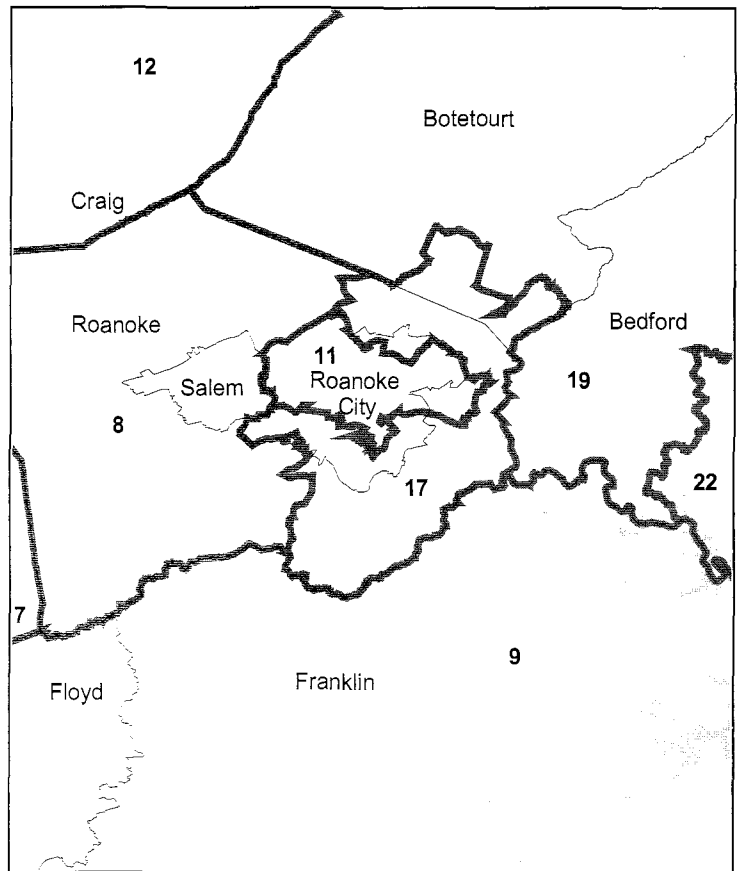 12
Botetourt
Craig
Roanoke
Bedford
11
Roanoke
City
Salem
19
8
17
22
7
9
Floyd
Franklin